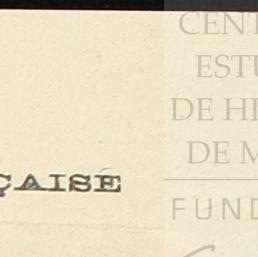 CENT
ESTU
DE HI
DE M
ÇAISE
FUND